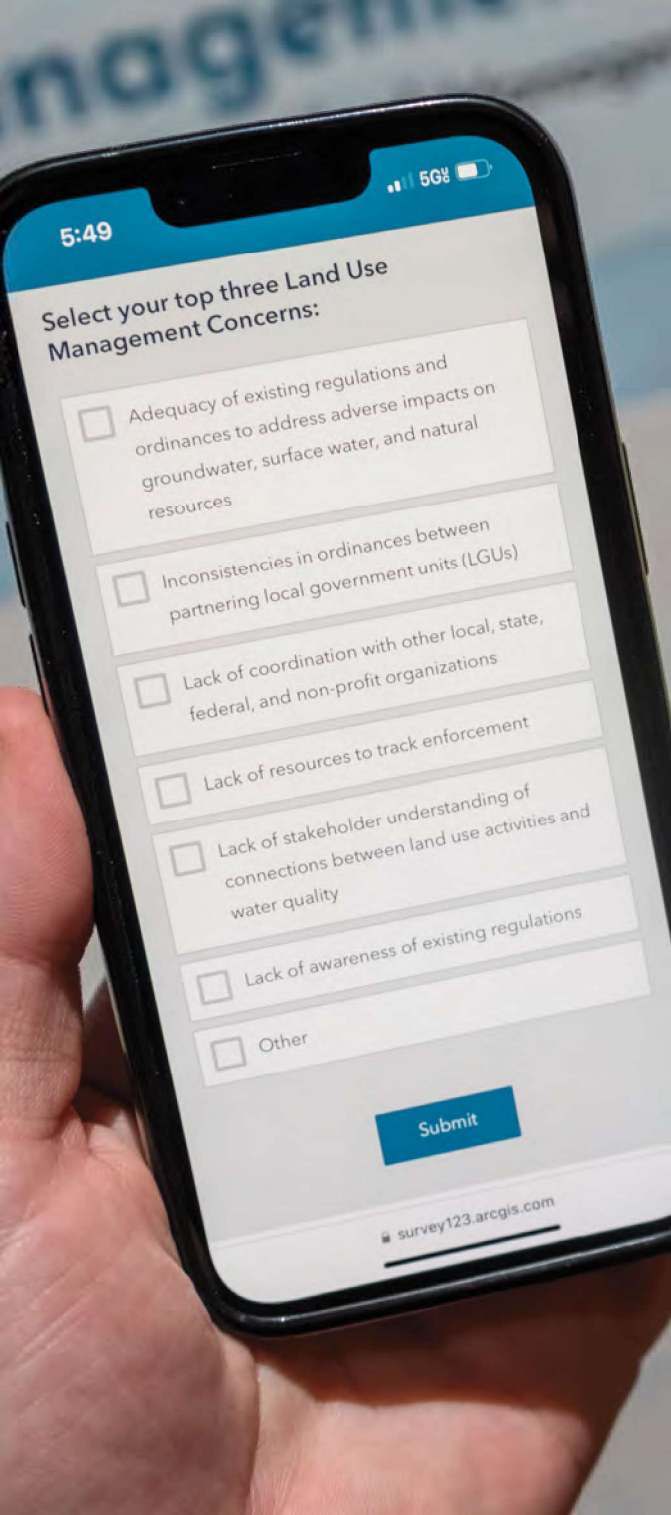 nagem
5:49
5G
Select your top three Land Use
Management Concerns:
Adequacy of existing regulations and
ordinances to address adverse impacts on
groundwater, surface water, and natural
resources
Inconsistencies in ordinances between
partnering local government units (LGUs)
Lack of coordination with other local, state,
federal, and non-profit organizations
Lack of resources to track enforcement
Lack of stakeholder understanding of
connections between land use activities and
water quality
Lack of awareness of existing regulations
Other
Submit
survey123.arcgis.com